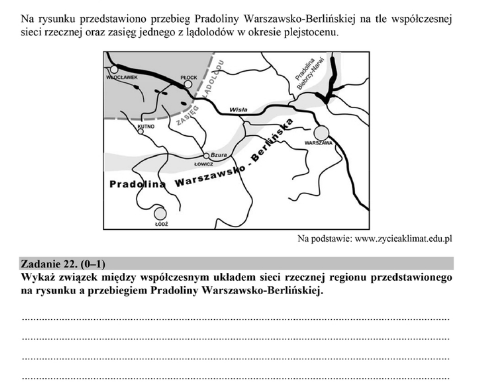 Na rysunku przedstawiono przebieg Pradoliny Warszawsko-Berlińskiej na tle współczesnej
sieci rzecznej oraz zasięg jednego z lądolodów w okresie plejstocenu.
WŁOCŁAWEK
PŁOCK
ZASIĘG LĄDOLODU
Pradolina
Biebrzy-Narwi
Wisła
KUTNO
WARSZAWA
Bzura
ŁOWICZ
Pradolina Warszawsko - Berlińska
ŁÓDŹ
Na podstawie: www.zycieaklimat.edu.pl
Zadanie 22. (0–1)
Wykaż związek między współczesnym układem sieci rzecznej regionu przedstawionego
na rysunku a przebiegiem Pradoliny Warszawsko-Berlińskiej.